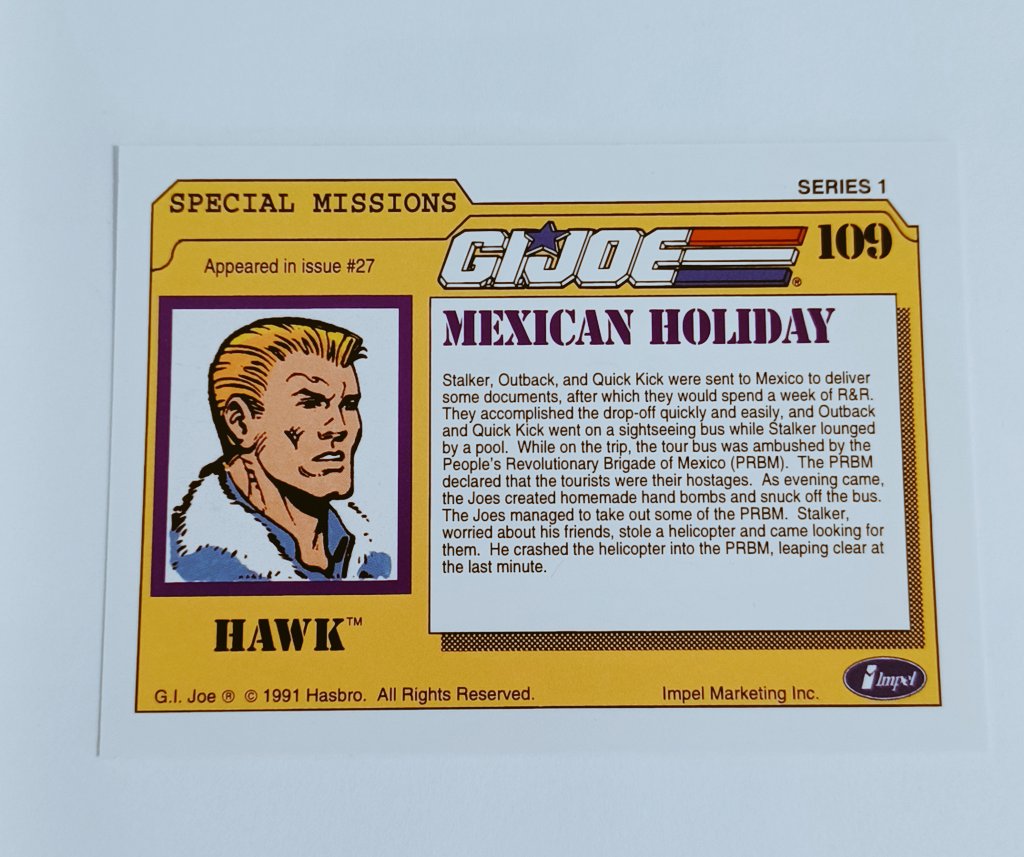 SPECIAL MISSIONS
SERIES 1
Appeared in issue #27
G.I. JOE ®
109
MEXICAN HOLIDAY
Stalker, Outback, and Quick Kick were sent to Mexico to deliver
some documents, after which they would spend a week of R&R.
They accomplished the drop-off quickly and easily, and Outback
and Quick Kick went on a sightseeing bus while Stalker lounged
by a pool. While on the trip, the tour bus was ambushed by the
People's Revolutionary Brigade of Mexico (PRBM). The PRBM
declared that the tourists were their hostages. As evening came,
the Joes created homemade hand bombs and snuck off the bus.
The Joes managed to take out some of the PRBM. Stalker,
worried about his friends, stole a helicopter and came looking for
them. He crashed the helicopter into the PRBM, leaping clear at
the last minute.
HAWK™
G.I. Joe ® © 1991 Hasbro. All Rights Reserved.
Impel Marketing Inc.
i Impel